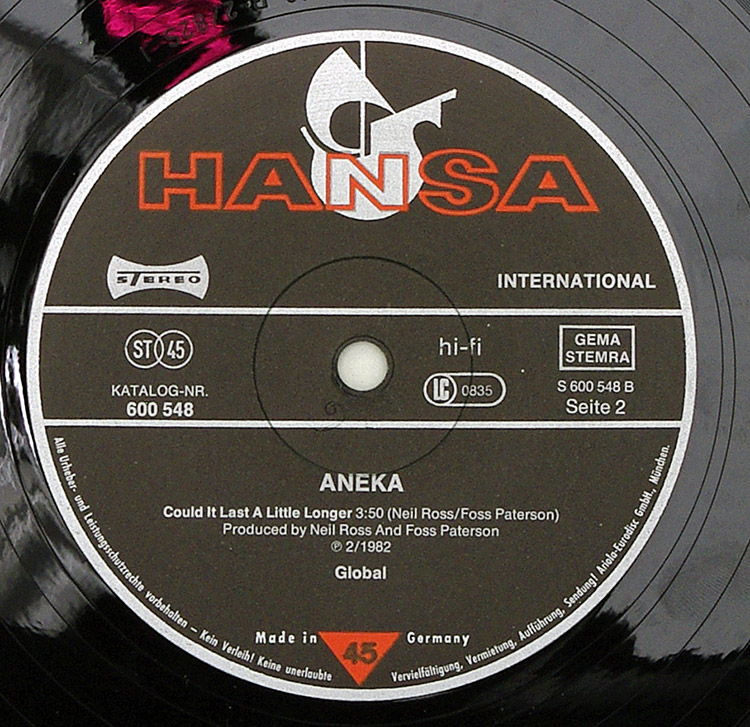 HANSA
STEREO
INTERNATIONAL
ST 45
hi-fi
GEMA
STEMRA
KATALOG-NR.
600 548
LC 0835
S 600 548 B
Seite 2
ANEKA
Could It Last A Little Longer 3:50 (Neil Ross/Foss Paterson)
Produced by Neil Ross And Foss Paterson
℗ 2/1982
Global
Made in 45 Germany
Alle Urheber- und Leistungsschutzrechte vorbehalten – Kein Verleih! Keine unerlaubte Vervielfältigung, Vermietung, Aufführung, Sendung! Ariola-Eurodisc GmbH., München.